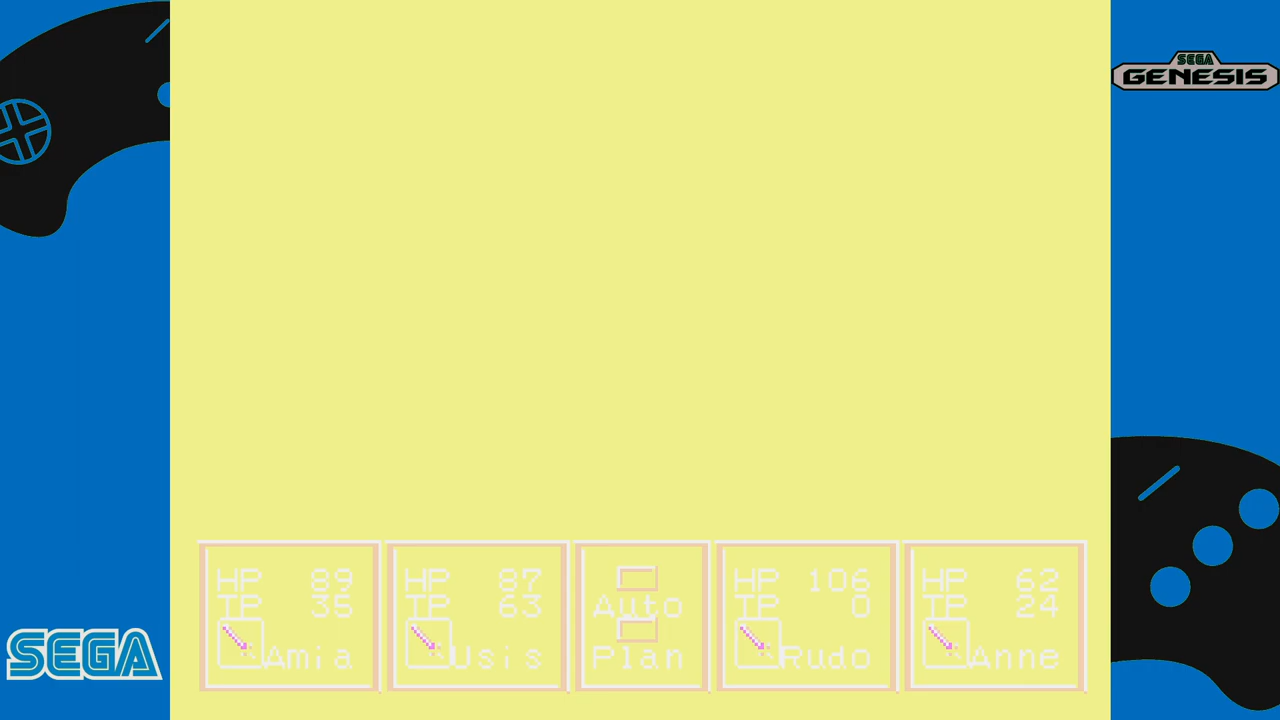 SEGA
GENESIS
HP 89
TP 35
Amia
HP 87
TP 63
Usis
Auto
Plan
HP 106
TP 0
Rudo
HP 62
TP 24
Anne
SEGA